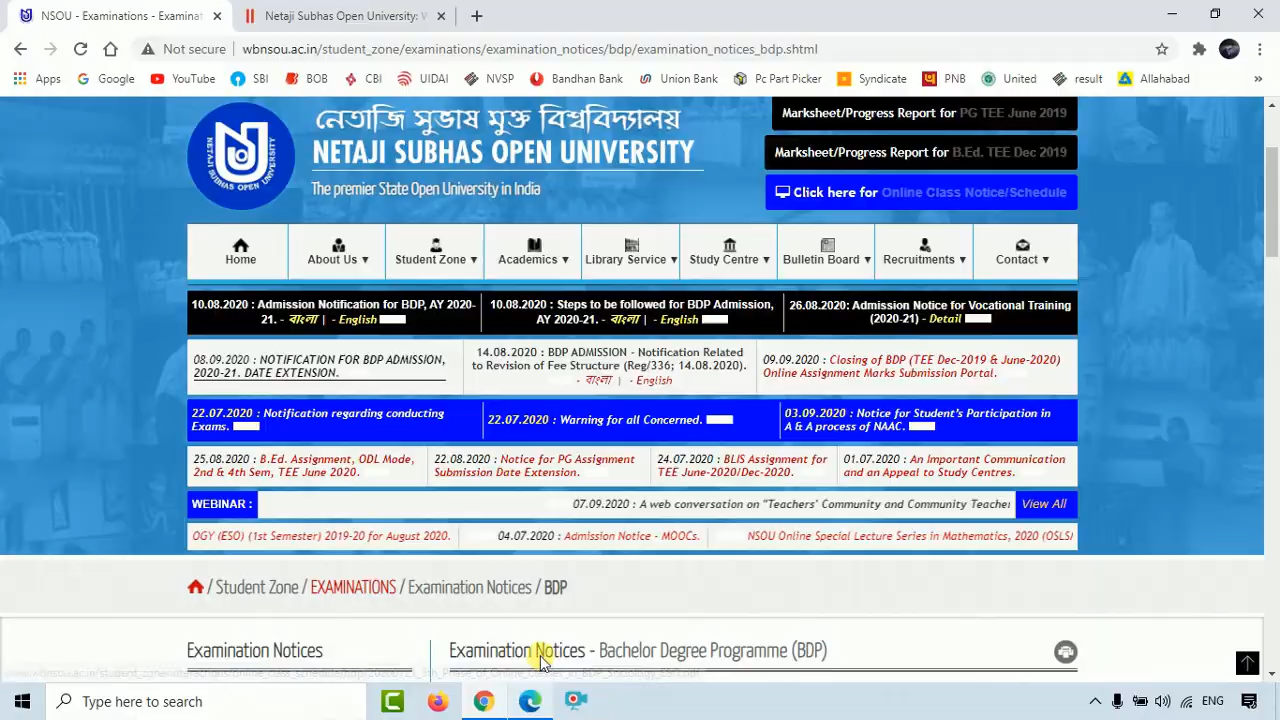 NSOU - Examinations - Examinat
Netaji Subhas Open University: W
Not secure
wbnsou.ac.in/student_zone/examinations/examination_notices/bdp/examination_notices_bdp.shtml
Apps Google YouTube SBI BOB CBI UIDAI NVSP Bandhan Bank Union Bank Pc Part Picker Syndicate PNB United result Allahabad »
নেতাজি সুভাষ মুক্ত বিশ্ববিদ্যালয়
NETAJI SUBHAS OPEN UNIVERSITY
The premier State Open University in India
NETAJI SUBHAS OPEN UNIVERSITY
Marksheet/Progress Report for PG TEE June 2019
Marksheet/Progress Report for B.Ed. TEE Dec 2019
Click here for Online Class Notice/Schedule
Home
About Us ▾
Student Zone ▾
Academics ▾
Library Service ▾
Study Centre ▾
Bulletin Board ▾
Recruitments ▾
Contact ▾
10.08.2020 : Admission Notification for BDP, AY 2020-
21. - বাংলা | - English
10.08.2020 : Steps to be followed for BDP Admission,
AY 2020-21. - বাংলা | - English
26.08.2020: Admission Notice for Vocational Training
(2020-21) - Detail
08.09.2020 : NOTIFICATION FOR BDP ADMISSION,
2020-21. DATE EXTENSION.
14.08.2020 : BDP ADMISSION - Notification Related
to Revision of Fee Structure (Reg/336; 14.08.2020).
- বাংলা | - English
09.09.2020 : Closing of BDP (TEE Dec-2019 & June-2020)
Online Assignment Marks Submission Portal.
22.07.2020 : Notification regarding conducting
Exams.
22.07.2020 : Warning for all Concerned.
03.09.2020 : Notice for Student's Participation in
A & A process of NAAC.
25.08.2020 : B.Ed. Assignment, ODL Mode,
2nd & 4th Sem, TEE June 2020.
22.08.2020 : Notice for PG Assignment
Submission Date Extension.
24.07.2020 : BLIS Assignment for
TEE June-2020/Dec-2020.
01.07.2020 : An Important Communication
and an Appeal to Study Centres.
WEBINAR :
07.09.2020 : A web conversation on "Teachers' Community and Community Teacher
View All
OGY (ESO) (1st Semester) 2019-20 for August 2020.
04.07.2020 : Admission Notice - MOOCs.
NSOU Online Special Lecture Series in Mathematics, 2020 (OSLSI
/ Student Zone / EXAMINATIONS / Examination Notices / BDP
Examination Notices
Examination Notices - Bachelor Degree Programme (BDP)
Type here to search
ENG